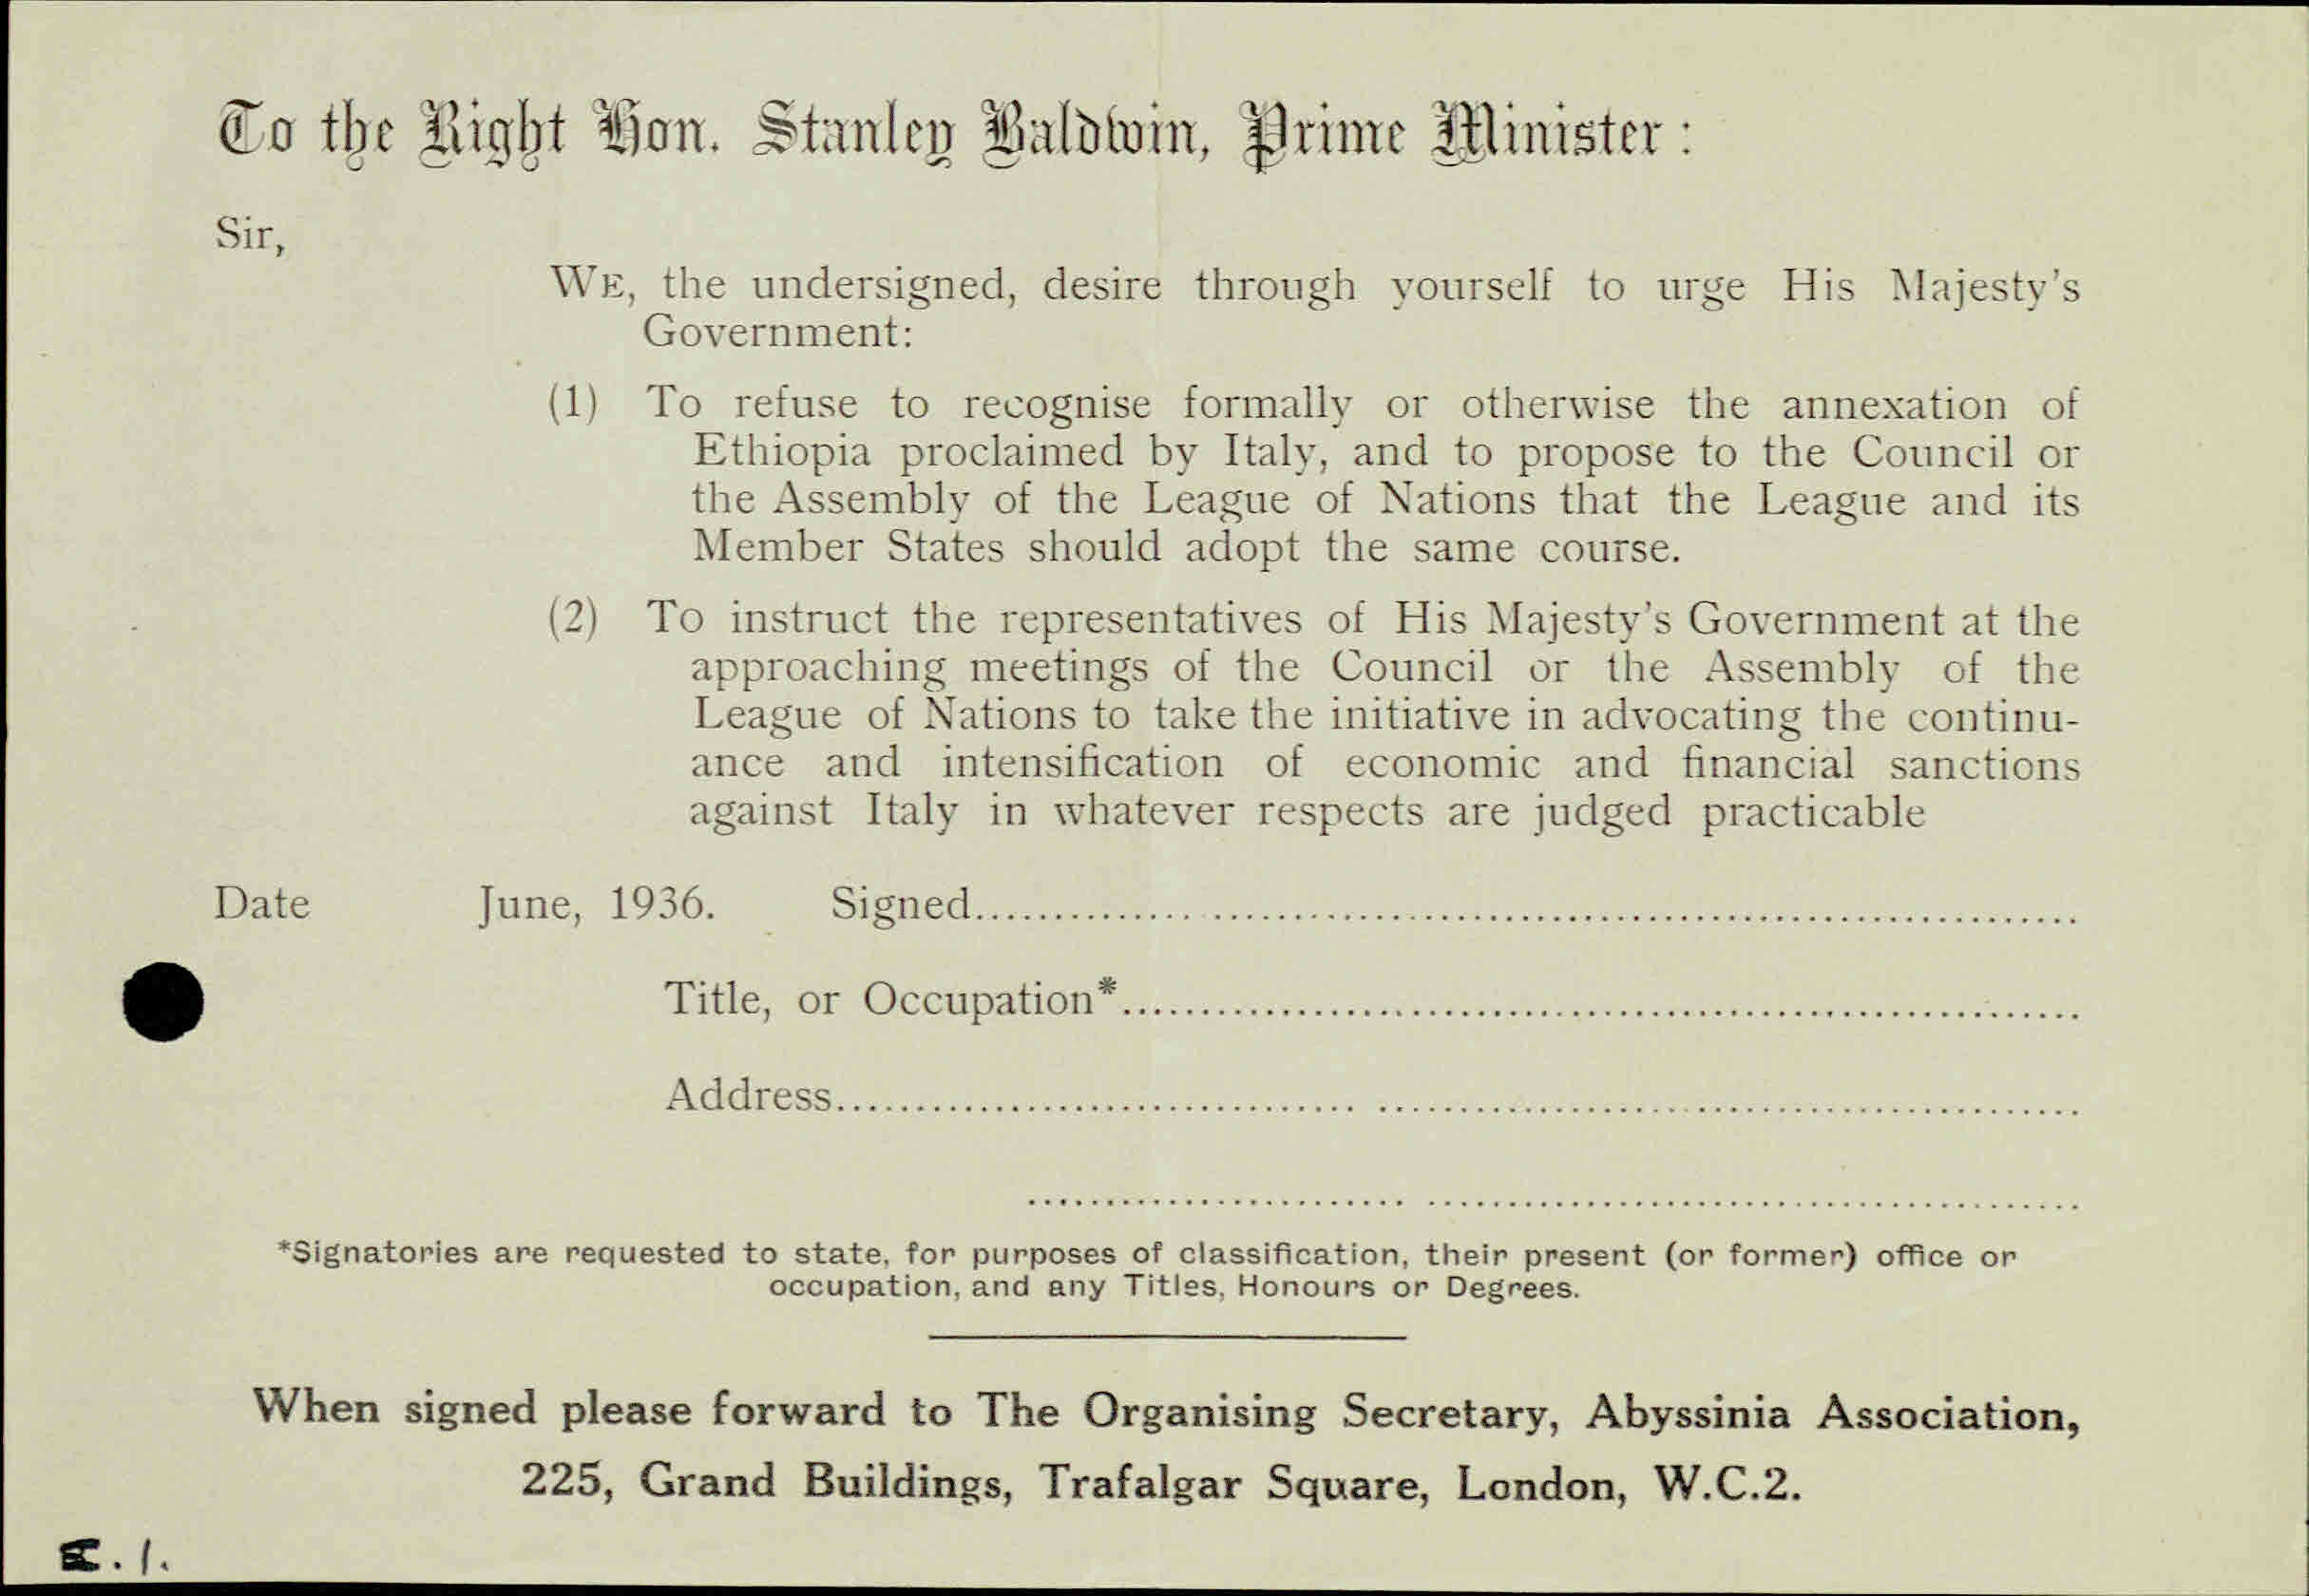 To the Right Hon. Stanley Baldwin, Prime Minister :
Sir,
WE, the undersigned, desire through yourself to urge His Majesty's
Government:
(1) To refuse to recognise formally or otherwise the annexation of
Ethiopia proclaimed by Italy, and to propose to the Council or
the Assembly of the League of Nations that the League and its
Member States should adopt the same course.
(2) To instruct the representatives of His Majesty's Government at the
approaching meetings of the Council or the Assembly of the
League of Nations to take the initiative in advocating the continu-
ance and intensification of economic and financial sanctions
against Italy in whatever respects are judged practicable
Date June, 1936. Signed
Title, or Occupation*
Address
*Signatories are requested to state, for purposes of classification, their present (or former) office or
occupation, and any Titles, Honours or Degrees.
When signed please forward to The Organising Secretary, Abyssinia Association,
225, Grand Buildings, Trafalgar Square, London, W.C.2.